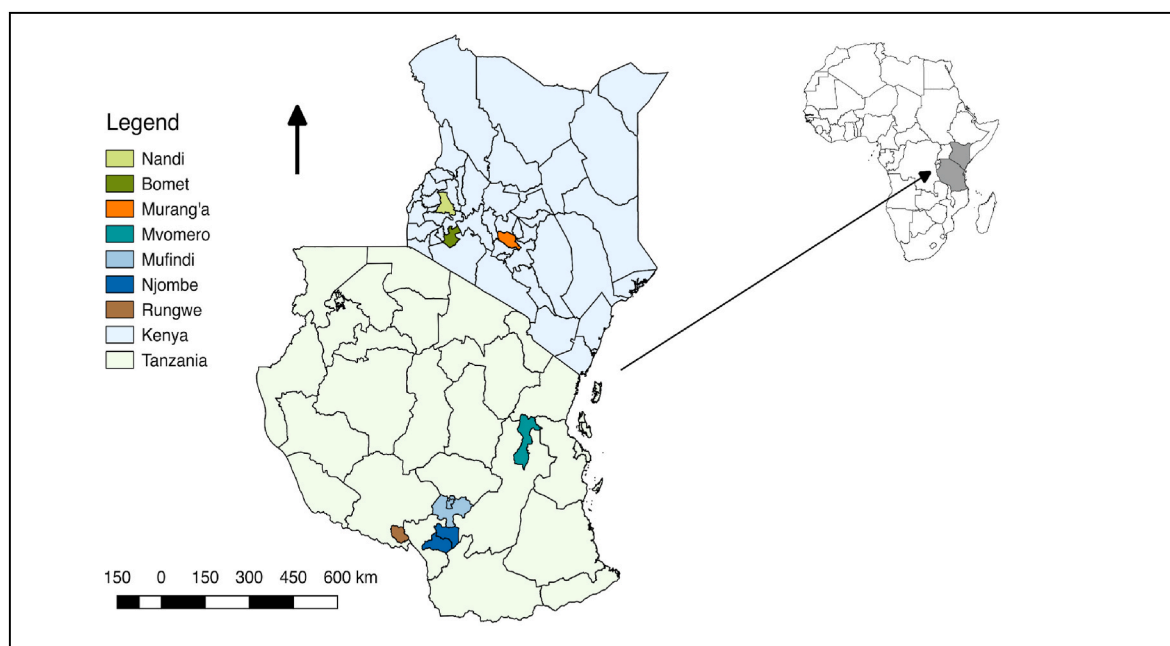 Legend
Nandi
Bomet
Murang'a
Mvomero
Mufindi
Njombe
Rungwe
Kenya
Tanzania
150 0 150 300 450 600 km